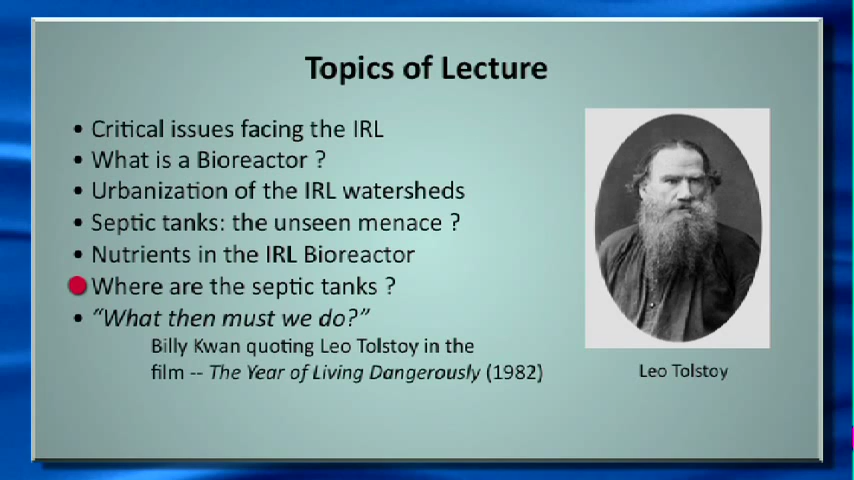 Topics of Lecture
• Critical issues facing the IRL
• What is a Bioreactor ?
• Urbanization of the IRL watersheds
• Septic tanks: the unseen menace ?
• Nutrients in the IRL Bioreactor
Where are the septic tanks ?
• “What then must we do?”
Billy Kwan quoting Leo Tolstoy in the
film -- The Year of Living Dangerously (1982)
Leo Tolstoy